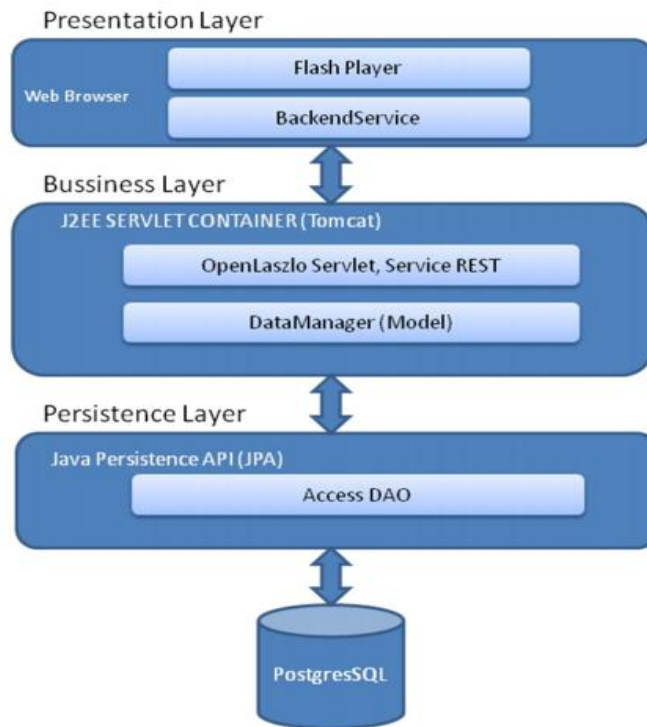 Presentation Layer
Flash Player
Web Browser
BackendService
Bussiness Layer
J2EE SERVLET CONTAINER (Tomcat)
OpenLaszlo Servlet, Service REST
DataManager (Model)
Persistence Layer
Java Persistence API (JPA)
Access DAO
PostgresSQL